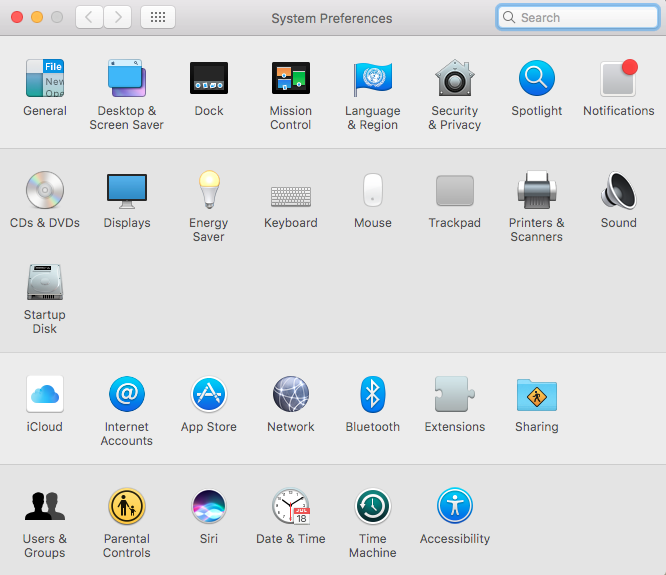 System Preferences
Search
File
New
Ope
General
Desktop &
Screen Saver
Dock
Mission
Control
Language
& Region
Security
& Privacy
Spotlight
Notifications
CDs & DVDs
Displays
Energy
Saver
Keyboard
Mouse
Trackpad
Printers &
Scanners
Sound
Startup
Disk
iCloud
@
Internet
Accounts
App Store
Network
Bluetooth
Extensions
Sharing
JUL
18
Users &
Groups
Parental
Controls
Siri
Date & Time
Time
Machine
Accessibility